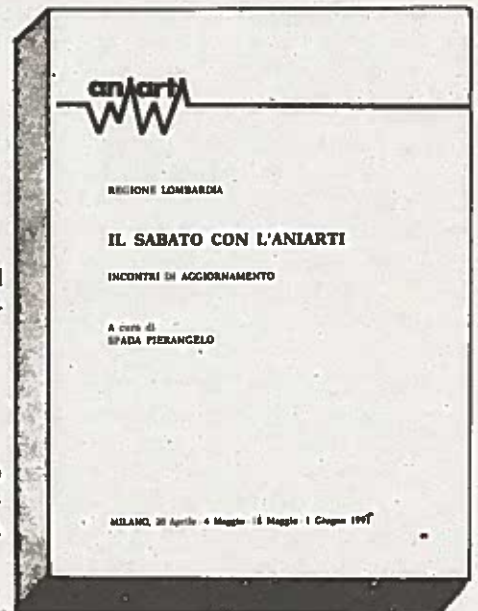 aniarti
REGIONE LOMBARDIA
IL SABATO CON L'ANIARTI
INCONTRI DI AGGIORNAMENTO
A cura di
SPADA PIERANGELO
MILANO, 20 Aprile - 4 Maggio - 18 Maggio - 1 Giugno 1991